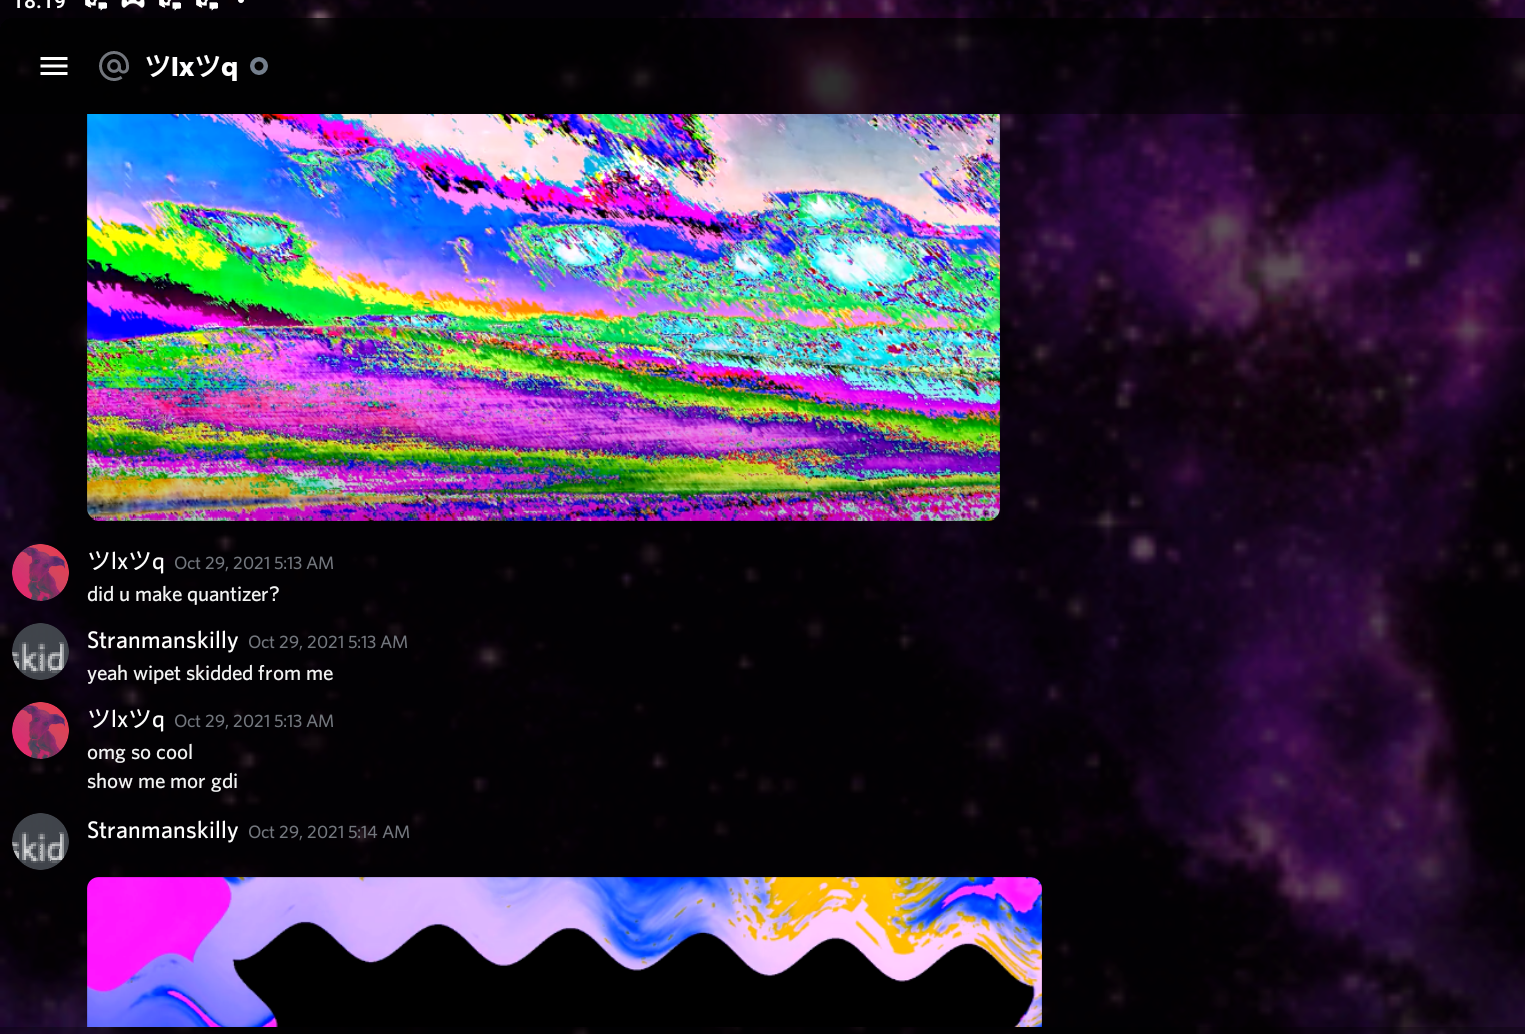 18:19
@ ツlxツq
ツlxツq Oct 29, 2021 5:13 AM
did u make quantizer?
kid
Stranmanskilly Oct 29, 2021 5:13 AM
yeah wipet skidded from me
ツlxツq Oct 29, 2021 5:13 AM
omg so cool
show me mor gdi
kid
Stranmanskilly Oct 29, 2021 5:14 AM